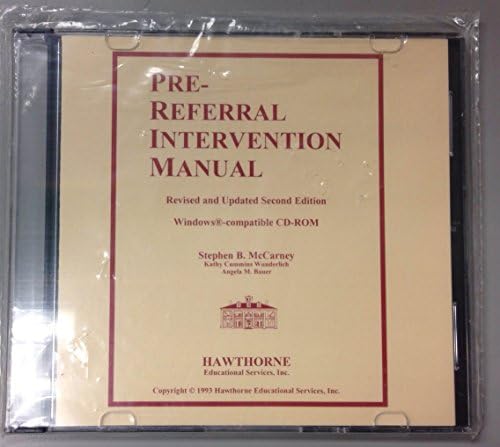 PRE-
REFERRAL
INTERVENTION
MANUAL
Revised and Updated Second Edition
Windows®-compatible CD-ROM
Stephen B. McCarney
Kathy Cummins Wunderlich
Angela M. Bauer
HAWTHORNE
Educational Services, Inc.
Copyright © 1993 Hawthorne Educational Services, Inc.